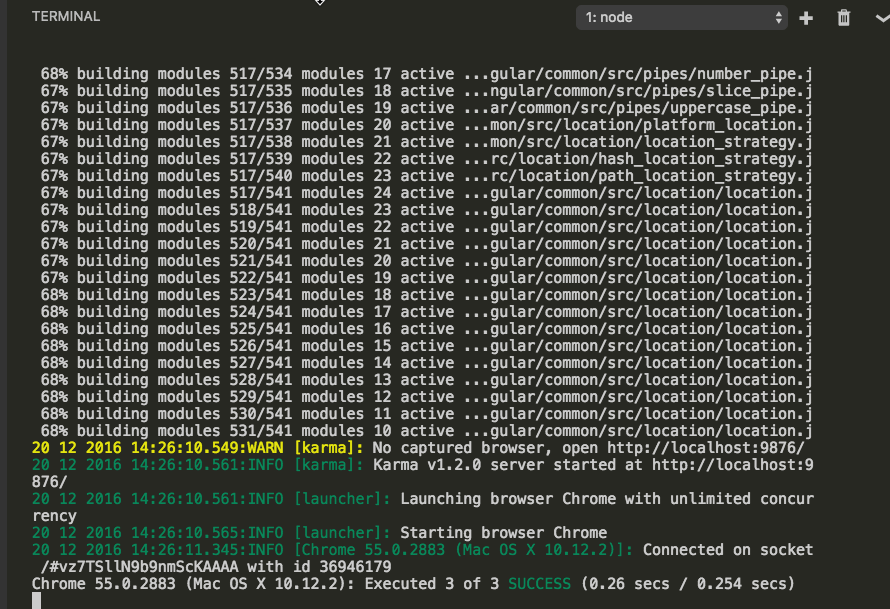 TERMINAL
1: node
68% building modules 517/534 modules 17 active ...gular/common/src/pipes/number_pipe.j
67% building modules 517/535 modules 18 active ...ngular/common/src/pipes/slice_pipe.j
67% building modules 517/536 modules 19 active ...ar/common/src/pipes/uppercase_pipe.j
67% building modules 517/537 modules 20 active ...mon/src/location/platform_location.j
67% building modules 517/538 modules 21 active ...mon/src/location/location_strategy.j
67% building modules 517/539 modules 22 active ...rc/location/hash_location_strategy.j
67% building modules 517/540 modules 23 active ...rc/location/path_location_strategy.j
67% building modules 517/541 modules 24 active ...gular/common/src/location/location.j
67% building modules 518/541 modules 23 active ...gular/common/src/location/location.j
67% building modules 519/541 modules 22 active ...gular/common/src/location/location.j
67% building modules 520/541 modules 21 active ...gular/common/src/location/location.j
67% building modules 521/541 modules 20 active ...gular/common/src/location/location.j
67% building modules 522/541 modules 19 active ...gular/common/src/location/location.j
68% building modules 523/541 modules 18 active ...gular/common/src/location/location.j
68% building modules 524/541 modules 17 active ...gular/common/src/location/location.j
68% building modules 525/541 modules 16 active ...gular/common/src/location/location.j
68% building modules 526/541 modules 15 active ...gular/common/src/location/location.j
68% building modules 527/541 modules 14 active ...gular/common/src/location/location.j
68% building modules 528/541 modules 13 active ...gular/common/src/location/location.j
68% building modules 529/541 modules 12 active ...gular/common/src/location/location.j
68% building modules 530/541 modules 11 active ...gular/common/src/location/location.j
68% building modules 531/541 modules 10 active ...gular/common/src/location/location.j
20 12 2016 14:26:10.549:WARN [karma]: No captured browser, open http://localhost:9876/
20 12 2016 14:26:10.561:INFO [karma]: Karma v1.2.0 server started at http://localhost:9
876/
20 12 2016 14:26:10.561:INFO [launcher]: Launching browser Chrome with unlimited concur
rency
20 12 2016 14:26:10.565:INFO [launcher]: Starting browser Chrome
20 12 2016 14:26:11.345:INFO [Chrome 55.0.2883 (Mac OS X 10.12.2)]: Connected on socket
/#vz7TSllN9b9nmScKAAAA with id 36946179
Chrome 55.0.2883 (Mac OS X 10.12.2): Executed 3 of 3 SUCCESS (0.26 secs / 0.254 secs)